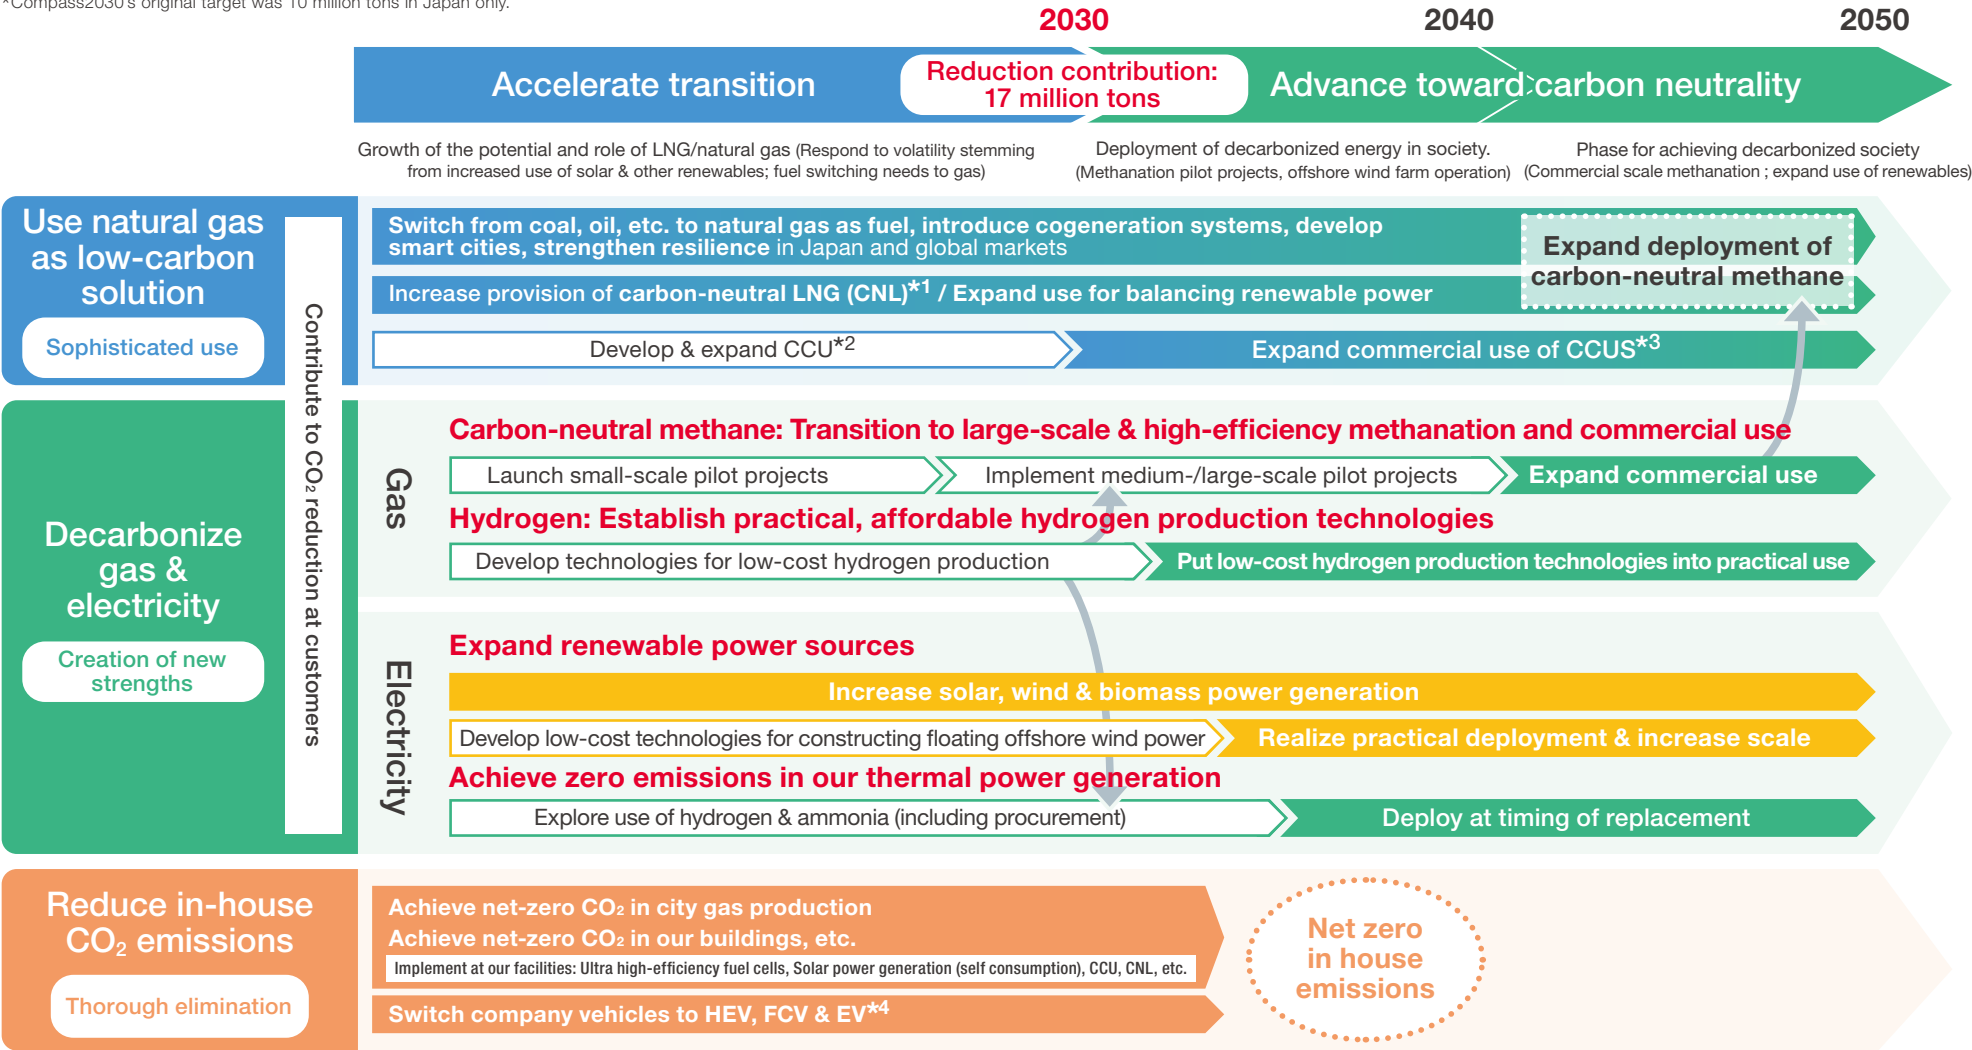 *Compass2030's original target was 10 million tons in Japan only.
2030
2040
2050
Accelerate transition
Reduction contribution:
17 million tons
Advance toward carbon neutrality
Growth of the potential and role of LNG/natural gas (Respond to volatility stemming
from increased use of solar & other renewables; fuel switching needs to gas)
Deployment of decarbonized energy in society.
(Methanation pilot projects, offshore wind farm operation)
Phase for achieving decarbonized society
(Commercial scale methanation ; expand use of renewables)
Use natural gas
as low-carbon
solution
Sophisticated use
Contribute to CO₂ reduction at customers
Switch from coal, oil, etc. to natural gas as fuel, introduce cogeneration systems, develop
smart cities, strengthen resilience in Japan and global markets
Increase provision of carbon-neutral LNG (CNL)*1 / Expand use for balancing renewable power
Expand deployment of
carbon-neutral methane
Develop & expand CCU*2
Expand commercial use of CCUS*3
Decarbonize
gas &
electricity
Creation of new
strengths
Gas
Carbon-neutral methane: Transition to large-scale & high-efficiency methanation and commercial use
Launch small-scale pilot projects
Implement medium-/large-scale pilot projects
Expand commercial use
Hydrogen: Establish practical, affordable hydrogen production technologies
Develop technologies for low-cost hydrogen production
Put low-cost hydrogen production technologies into practical use
Electricity
Expand renewable power sources
Increase solar, wind & biomass power generation
Develop low-cost technologies for constructing floating offshore wind power
Realize practical deployment & increase scale
Achieve zero emissions in our thermal power generation
Explore use of hydrogen & ammonia (including procurement)
Deploy at timing of replacement
Reduce in-house
CO₂ emissions
Thorough elimination
Achieve net-zero CO₂ in city gas production
Achieve net-zero CO₂ in our buildings, etc.
Implement at our facilities: Ultra high-efficiency fuel cells, Solar power generation (self consumption), CCU, CNL, etc.
Switch company vehicles to HEV, FCV & EV*4
Net zero
in house
emissions